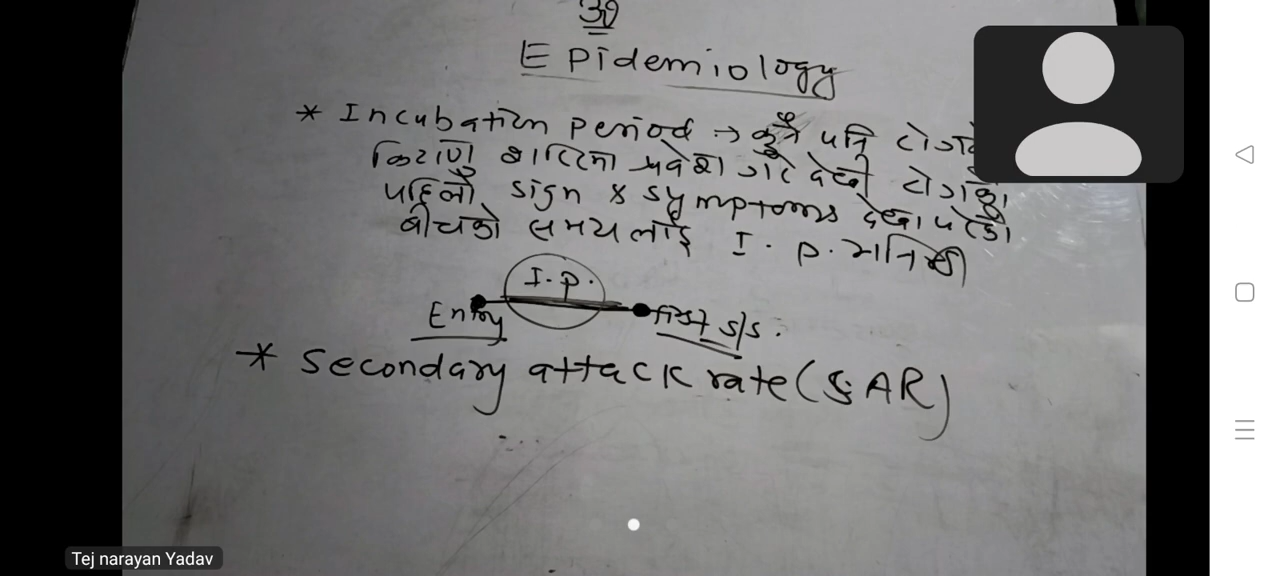 ॐ
Epidemiology
* Incubation period → कुनै पनि रोगको
किटाणु शरिरमा प्रवेश गरे देखी रोगको
पहिलो sign & symptoms देखा परेको
बीचको समयलाई I.P. भनिन्छ।
I.P.
Entry
first s/s.
* Secondary attack rate (SAR)
Tej narayan Yadav